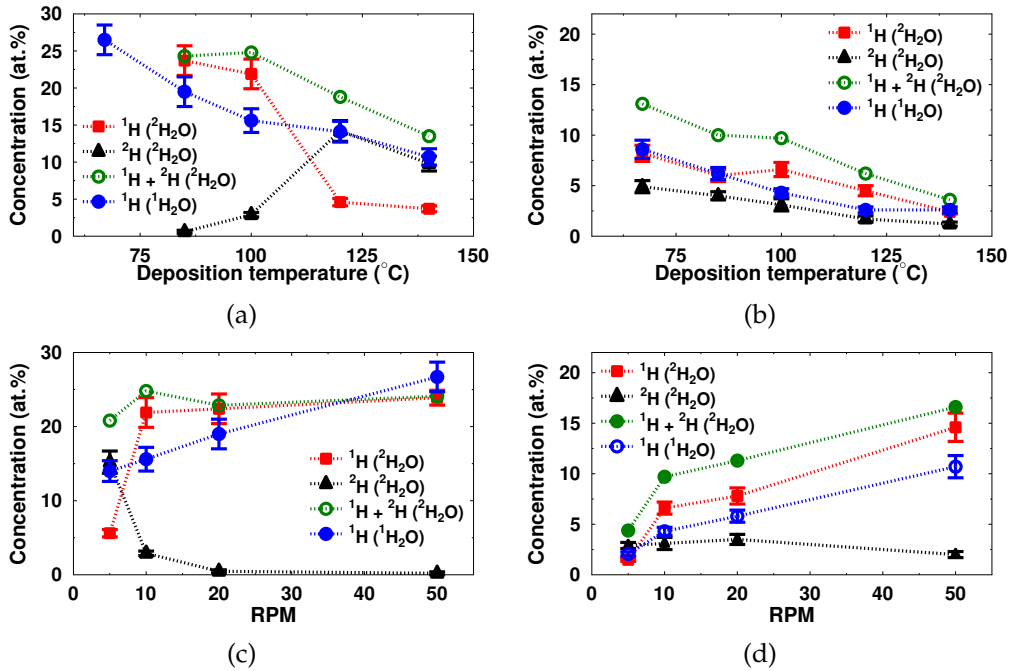 30
25
20
15
10
5
0
Concentration (at.%)
¹H (²H₂O)
²H (²H₂O)
¹H + ²H (²H₂O)
¹H (¹H₂O)
75 100 125 150
Deposition temperature (°C)
(a)
20
15
10
5
0
Concentration (at.%)
¹H (²H₂O)
²H (²H₂O)
¹H + ²H (²H₂O)
¹H (¹H₂O)
75 100 125 150
Deposition temperature (°C)
(b)
30
20
10
0
Concentration (at.%)
¹H (²H₂O)
²H (²H₂O)
¹H + ²H (²H₂O)
¹H (¹H₂O)
0 10 20 30 40 50
RPM
(c)
20
15
10
5
0
Concentration (at.%)
¹H (²H₂O)
²H (²H₂O)
¹H + ²H (²H₂O)
¹H (¹H₂O)
0 10 20 30 40 50
RPM
(d)